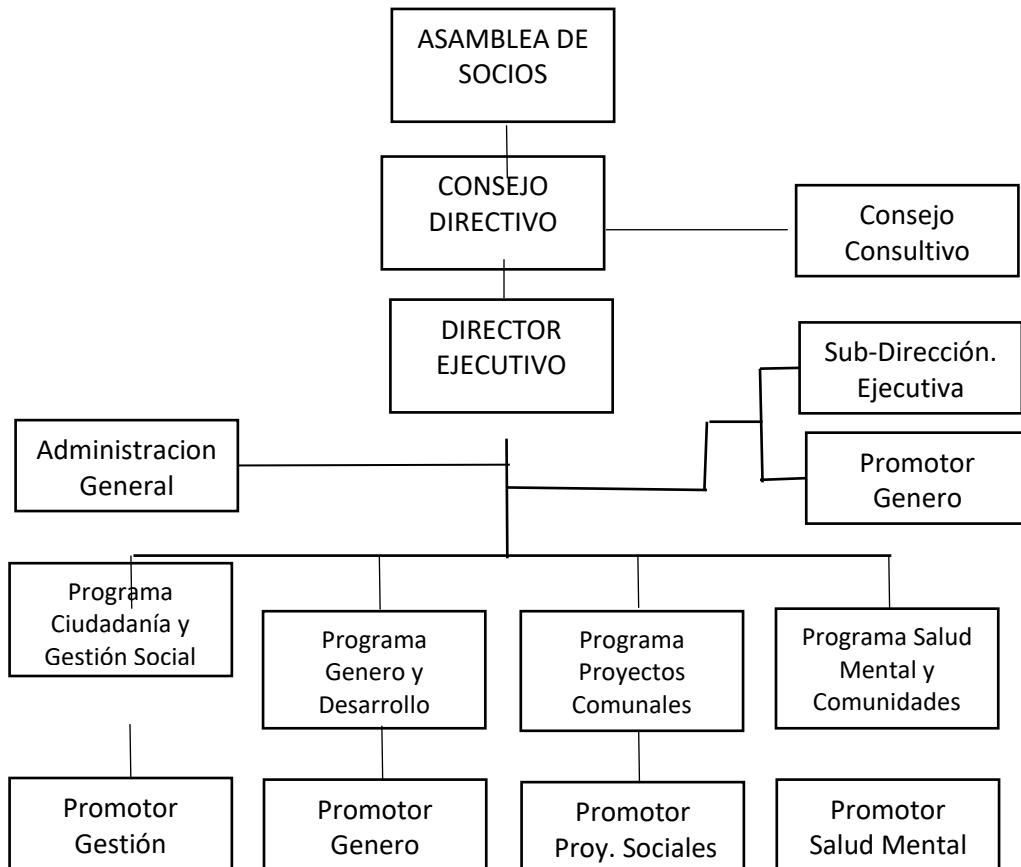 ASAMBLEA DE
SOCIOS
CONSEJO
DIRECTIVO
Consejo
Consultivo
DIRECTOR
EJECUTIVO
Sub-Dirección.
Ejecutiva
Administracion
General
Promotor
Genero
Programa
Ciudadanía y
Gestión Social
Programa
Genero y
Desarrollo
Programa
Proyectos
Comunales
Programa Salud
Mental y
Comunidades
Promotor
Gestión
Promotor
Genero
Promotor
Proy. Sociales
Promotor
Salud Mental